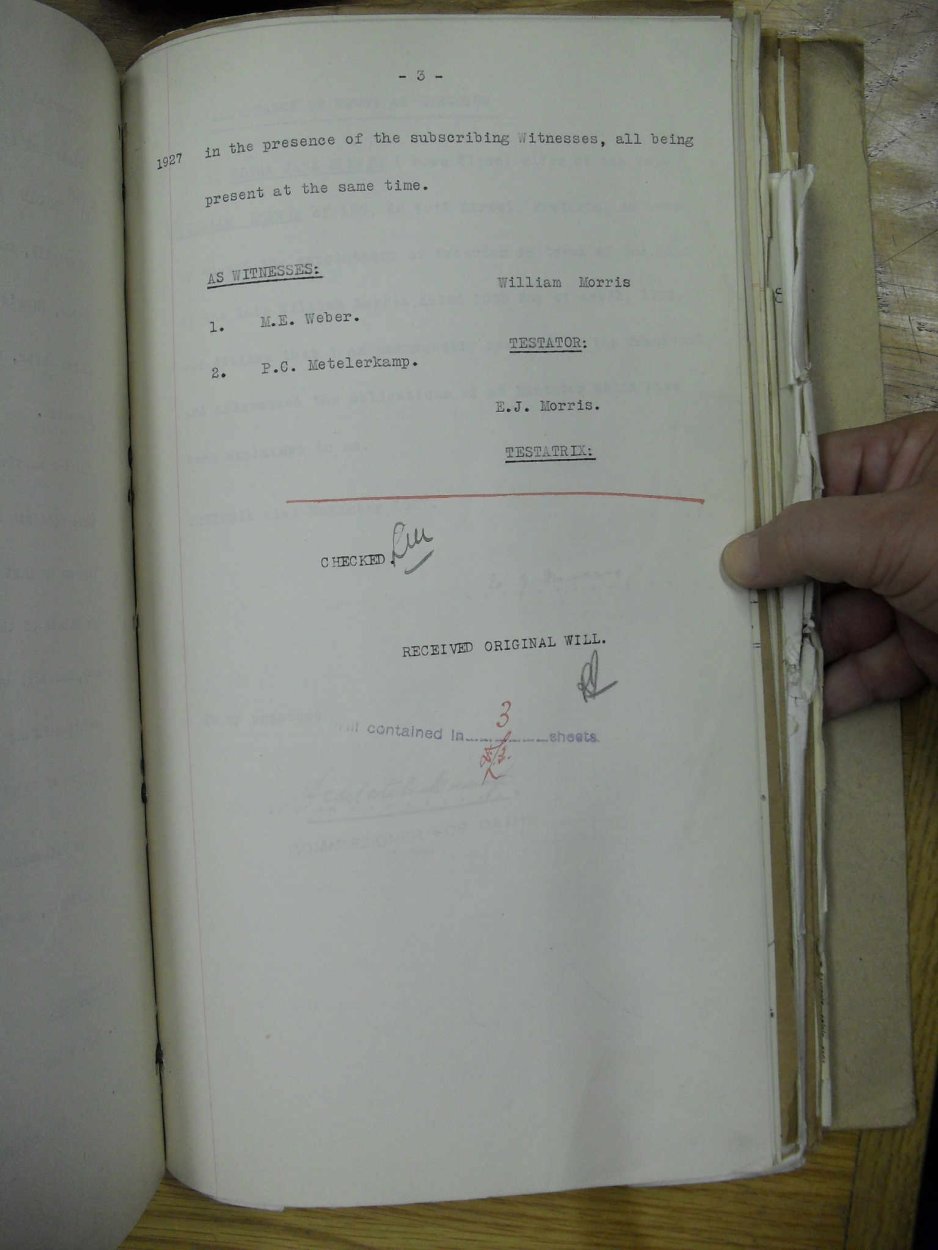 - 3 -
1927 in the presence of the subscribing Witnesses, all being
present at the same time.
AS WITNESSES:
William Morris
1. M.E. Weber.
TESTATOR:
2. P.C. Metelerkamp.
E.J. Morris.
TESTATRIX:
CHECKED.
RECEIVED ORIGINAL WILL.
contained in 3 sheets.